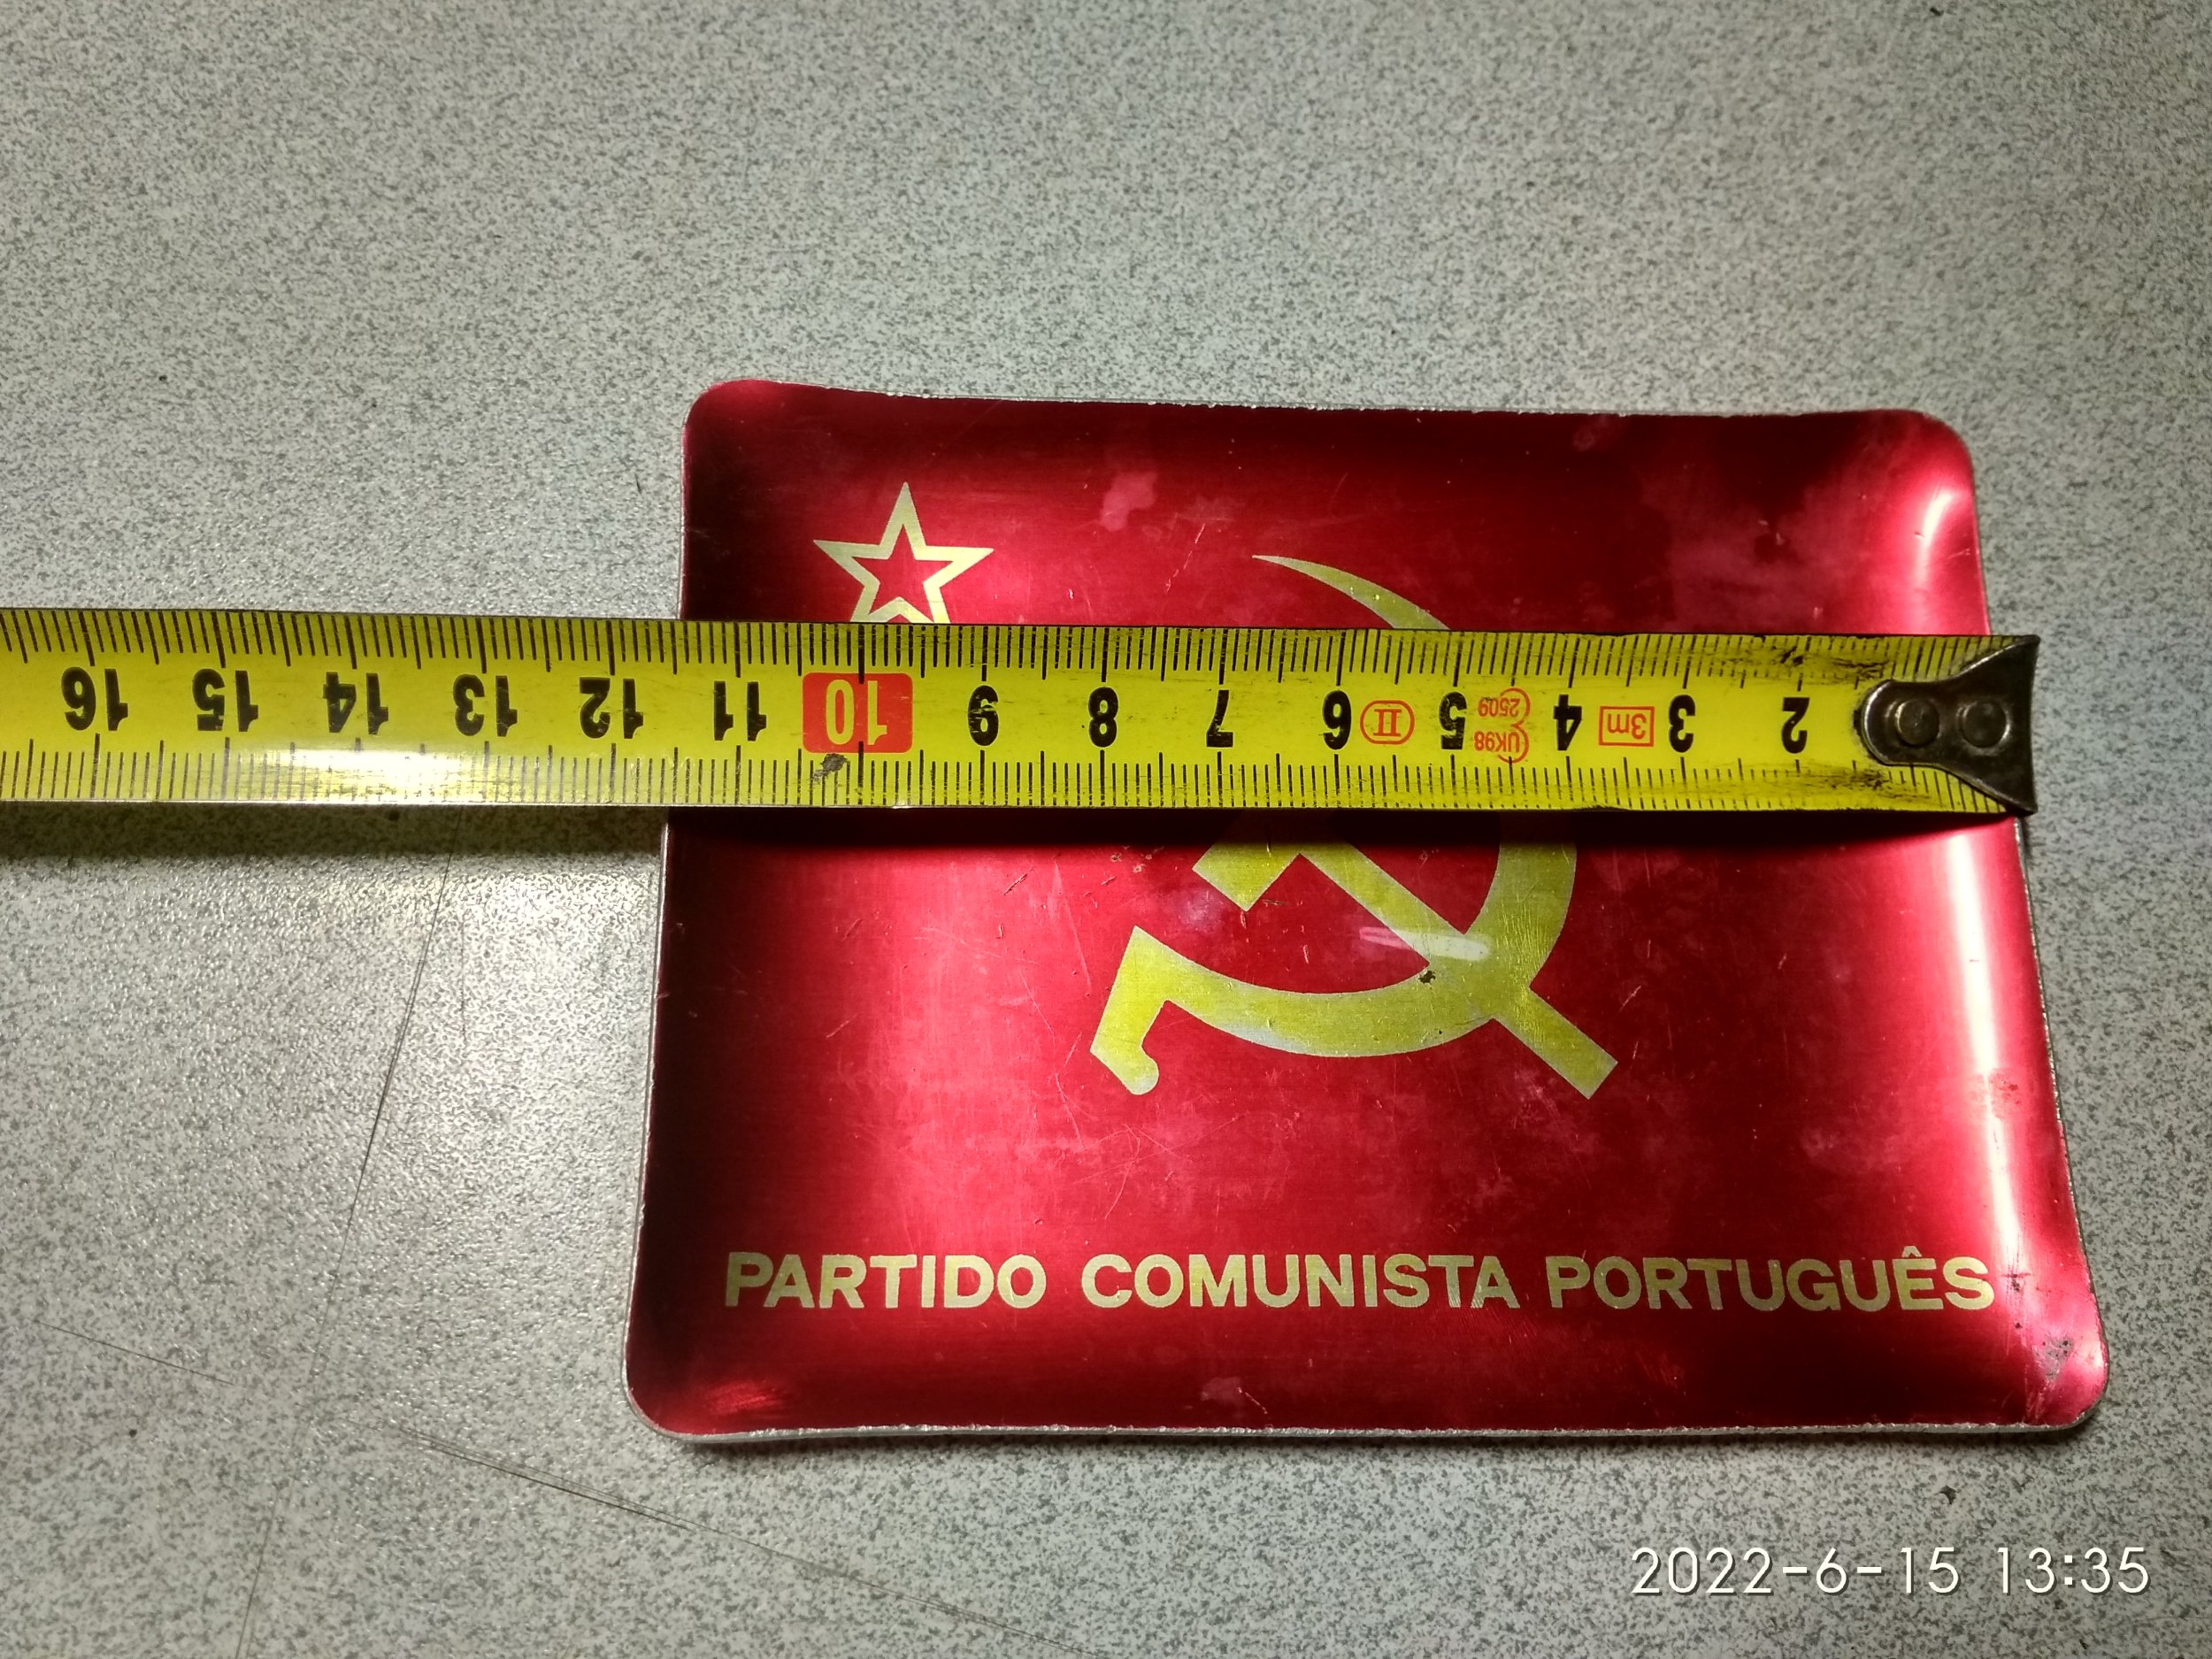 16 15 14 13 12 11 10 9 8 7 6 II 5 2509 UK98 4 3m 3 2
PARTIDO COMUNISTA PORTUGUÊS
2022-6-15 13:35